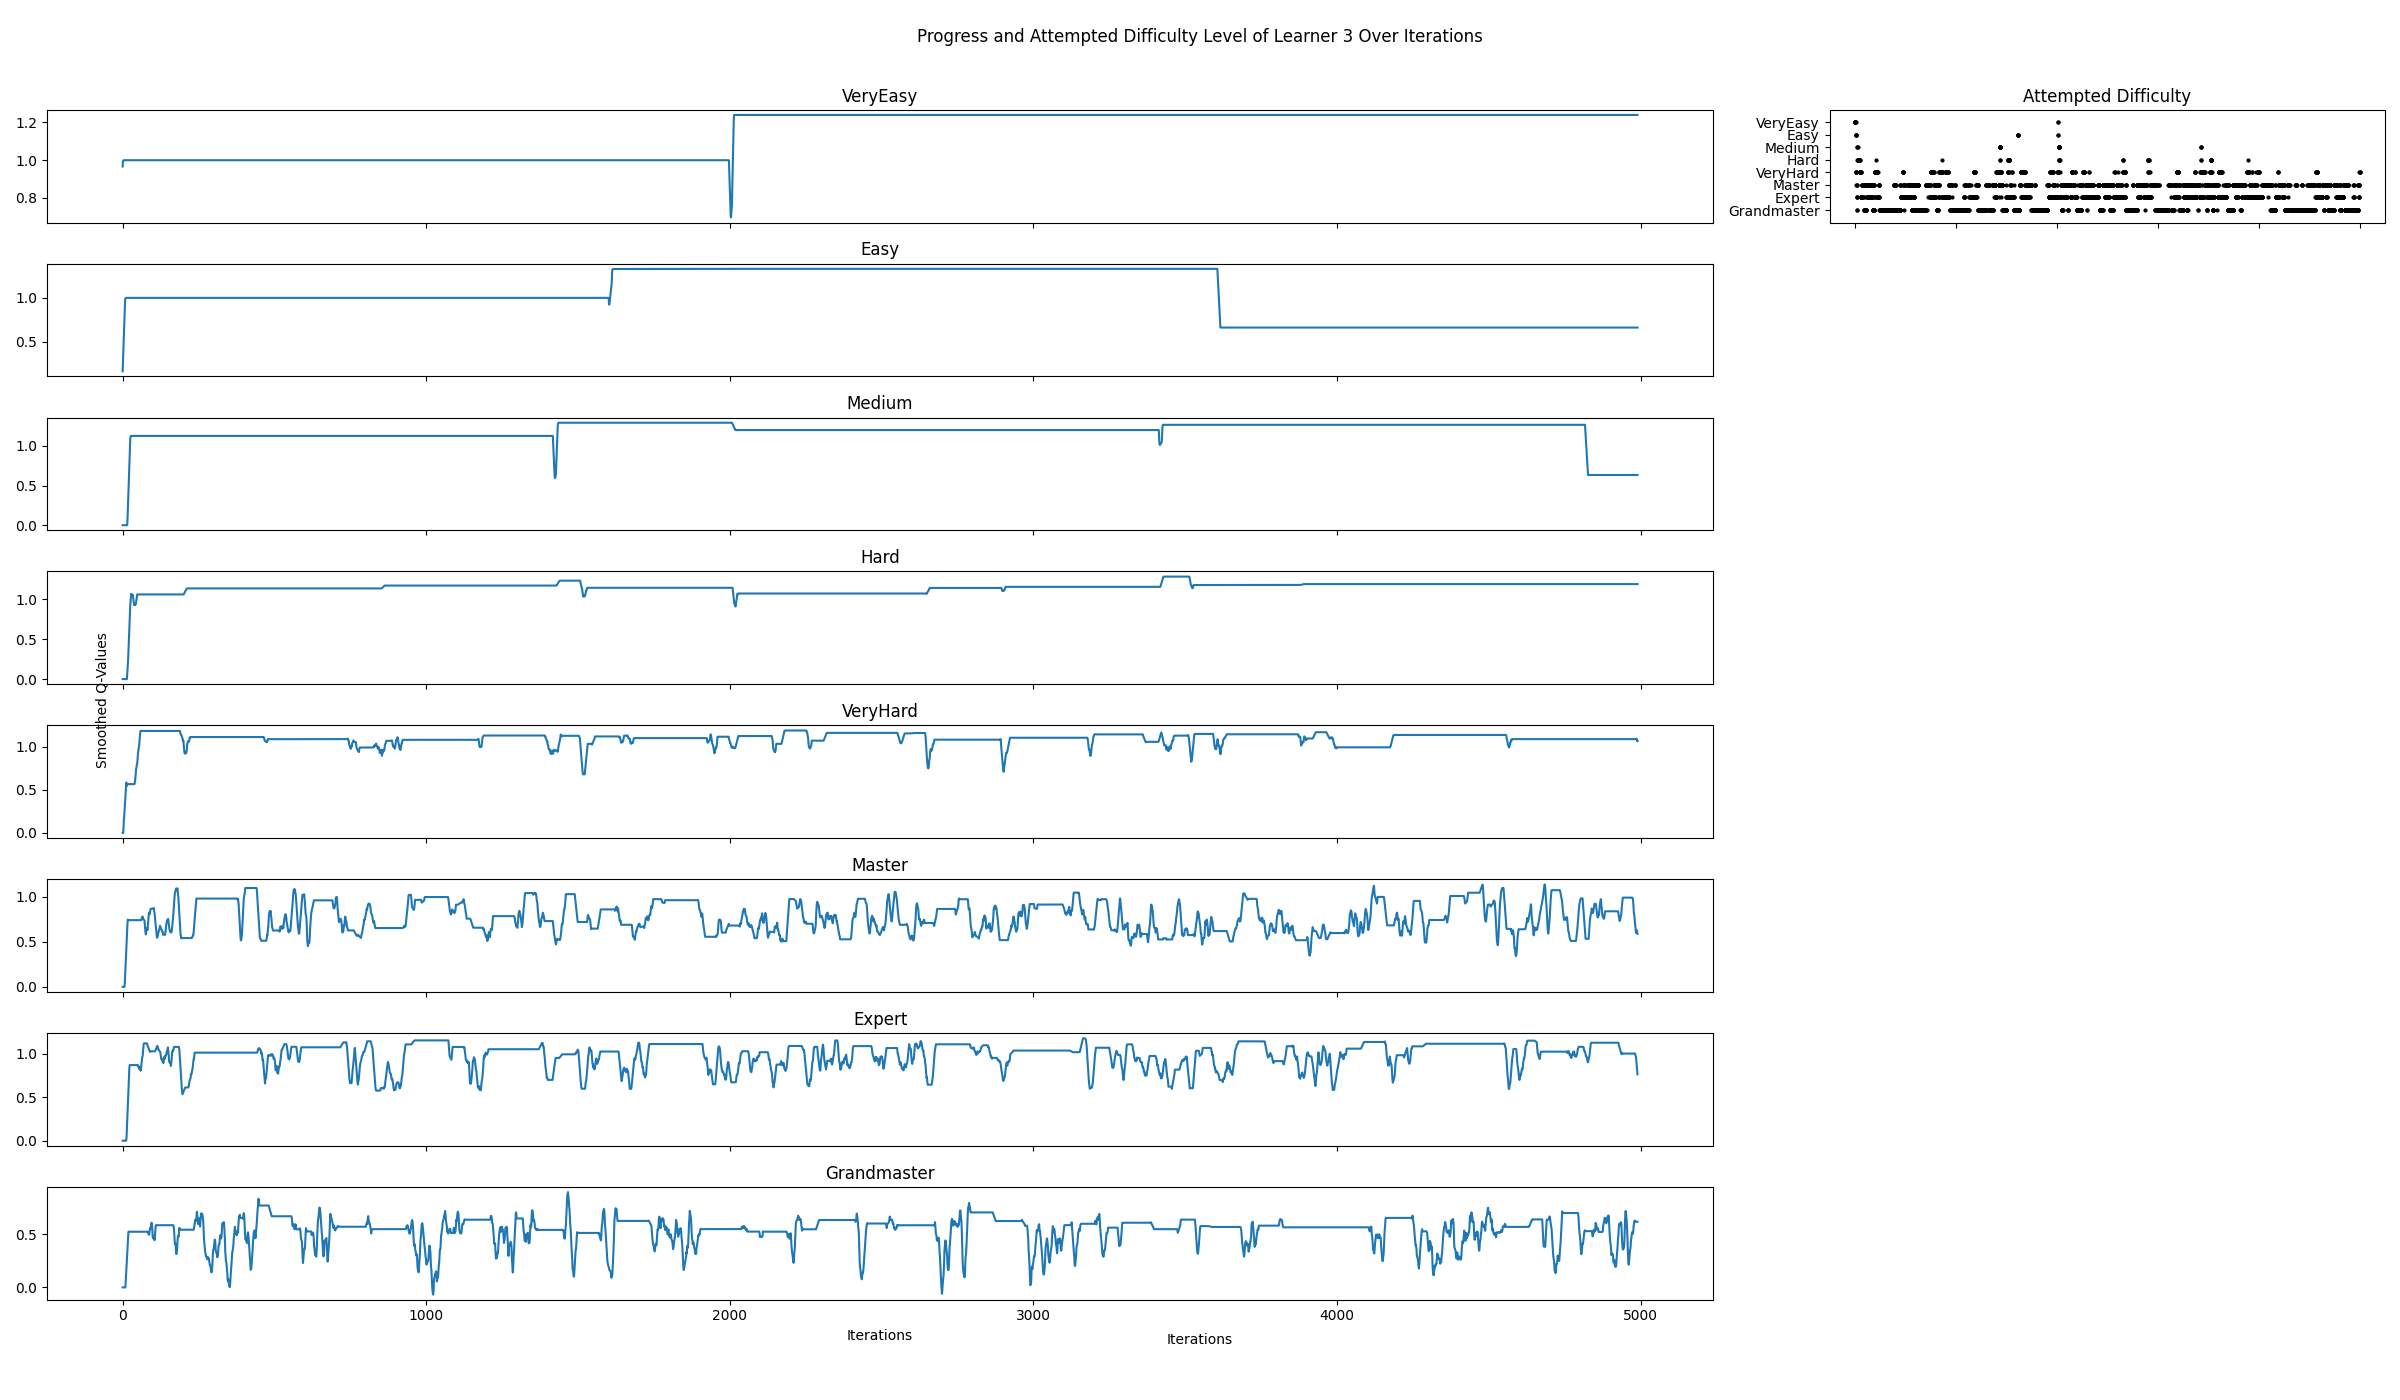 Progress and Attempted Difficulty Level of Learner 3 Over Iterations
VeryEasy
1.2
1.0
0.8
Attempted Difficulty
VeryEasy
Easy
Medium
Hard
VeryHard
Master
Expert
Grandmaster
Easy
1.0
0.5
Medium
1.0
0.5
0.0
Hard
1.0
0.5
0.0
Smoothed Q-Values
VeryHard
1.0
0.5
0.0
Master
1.0
0.5
0.0
Expert
1.0
0.5
0.0
Grandmaster
0.5
0.0
0 1000 2000 3000 4000 5000
Iterations
Iterations